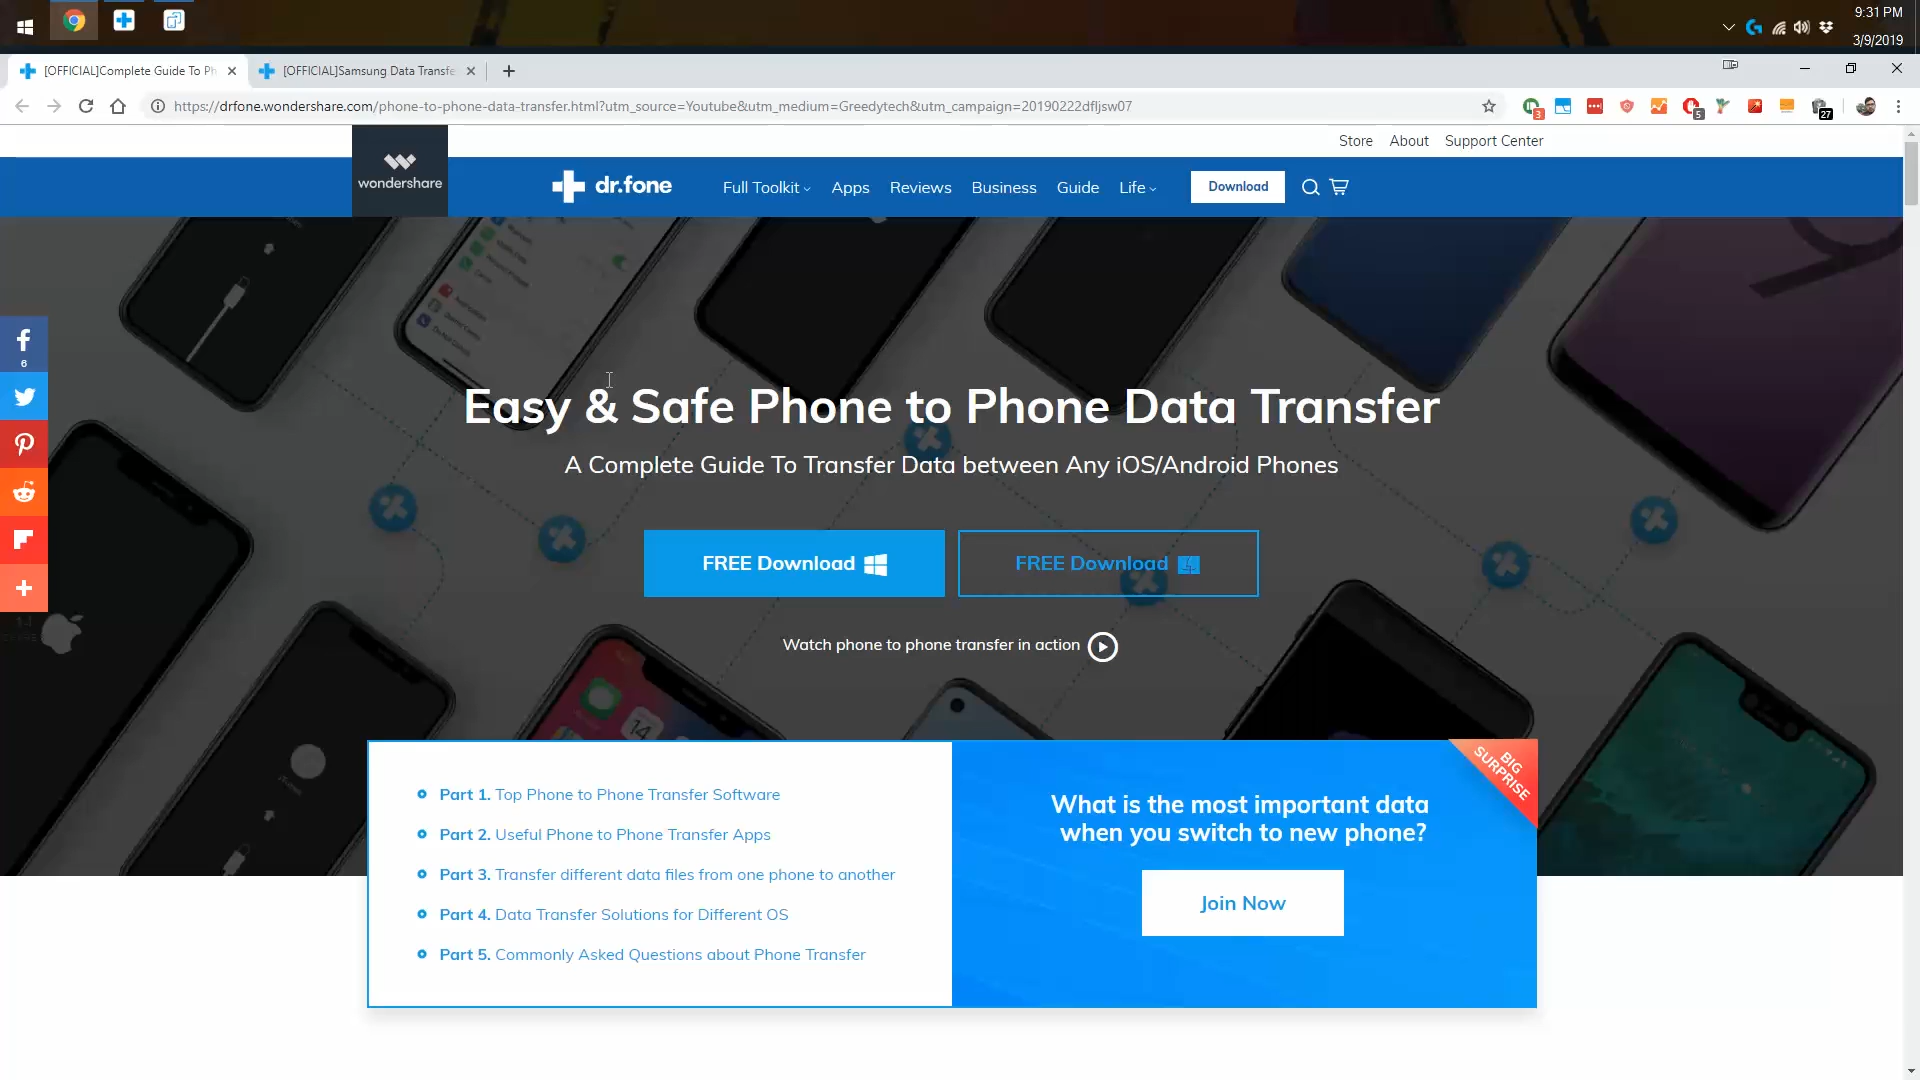 9:31 PM
3/9/2019
[OFFICIAL]Complete Guide To Ph
[OFFICIAL]Samsung Data Transfe
https://drfone.wondershare.com/phone-to-phone-data-transfer.html?utm_source=Youtube&utm_medium=Greedytech&utm_campaign=20190222dfljsw07
3
5
27
Store About Support Center
wondershare
dr.fone
Full Toolkit Apps Reviews Business Guide Life Download
6
Easy & Safe Phone to Phone Data Transfer
A Complete Guide To Transfer Data between Any iOS/Android Phones
FREE Download FREE Download
Watch phone to phone transfer in action
14
14
Part 1. Top Phone to Phone Transfer Software
Part 2. Useful Phone to Phone Transfer Apps
Part 3. Transfer different data files from one phone to another
Part 4. Data Transfer Solutions for Different OS
Part 5. Commonly Asked Questions about Phone Transfer
BIG
SURPRISE
What is the most important data
when you switch to new phone?
Join Now